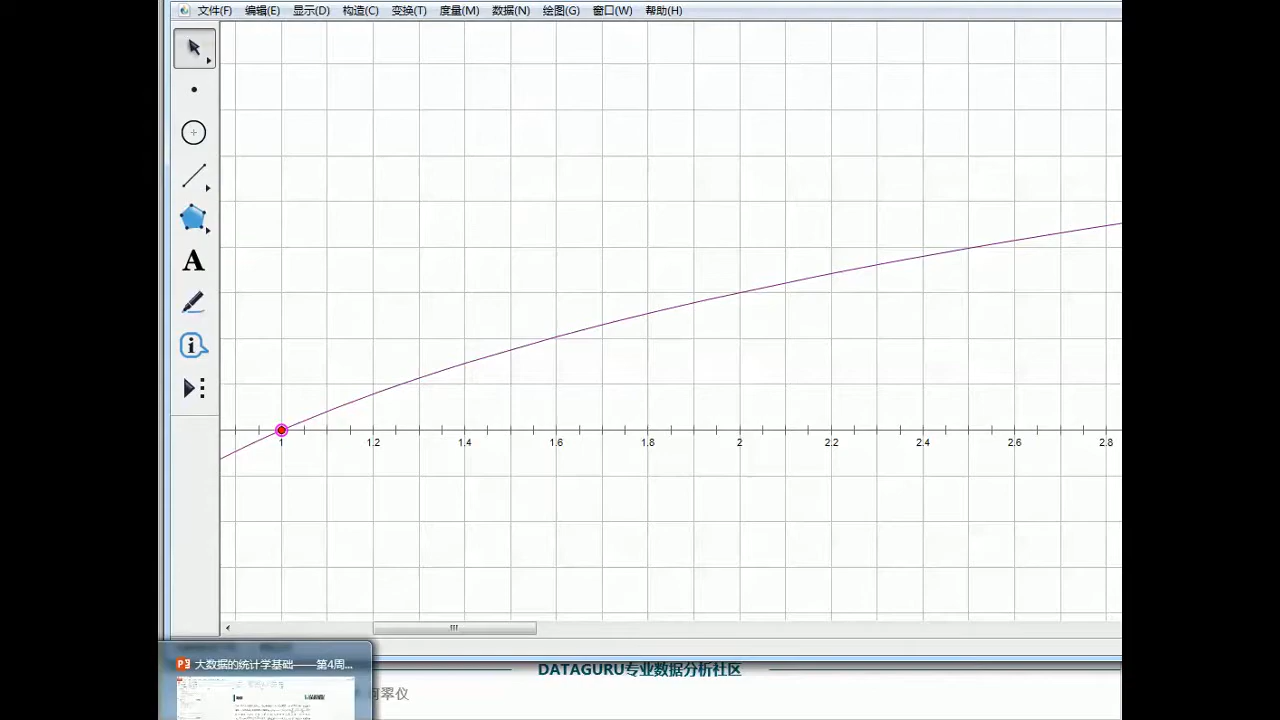 文件(F) 编辑(E) 显示(D) 构造(C) 变换(T) 度量(M) 数据(N) 绘图(G) 窗口(W) 帮助(H)
A
1 1.2 1.4 1.6 1.8 2 2.2 2.4 2.6 2.8
大数据的统计学基础——第4周...
DATAGURU专业数据分析社区
翠仪